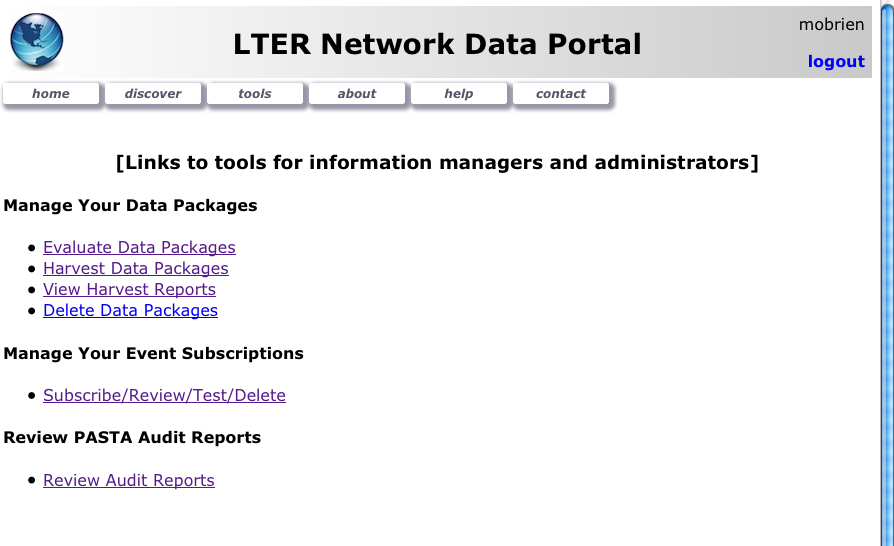 LTER Network Data Portal
mobrien
logout
home discover tools about help contact
[Links to tools for information managers and administrators]
Manage Your Data Packages
Evaluate Data Packages
Harvest Data Packages
View Harvest Reports
Delete Data Packages
Manage Your Event Subscriptions
Subscribe/Review/Test/Delete
Review PASTA Audit Reports
Review Audit Reports